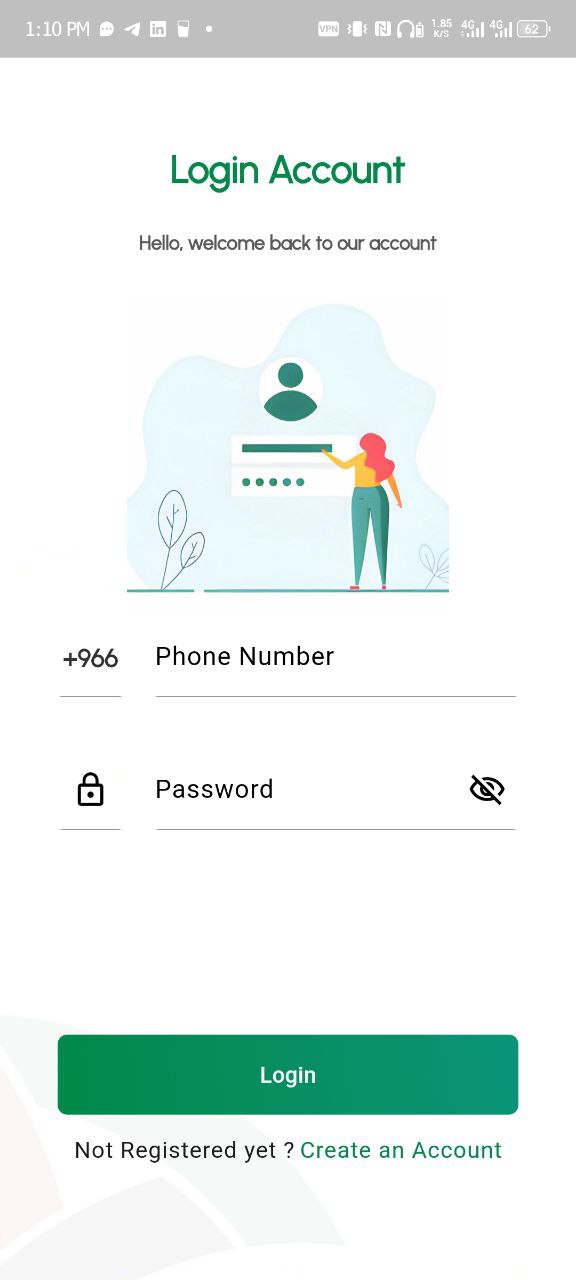 1:10 PM
VPN
1.85
K/S
4G
4G
62
Login Account
Hello, welcome back to our account
+966
Phone Number
Password
Login
Not Registered yet ? Create an Account